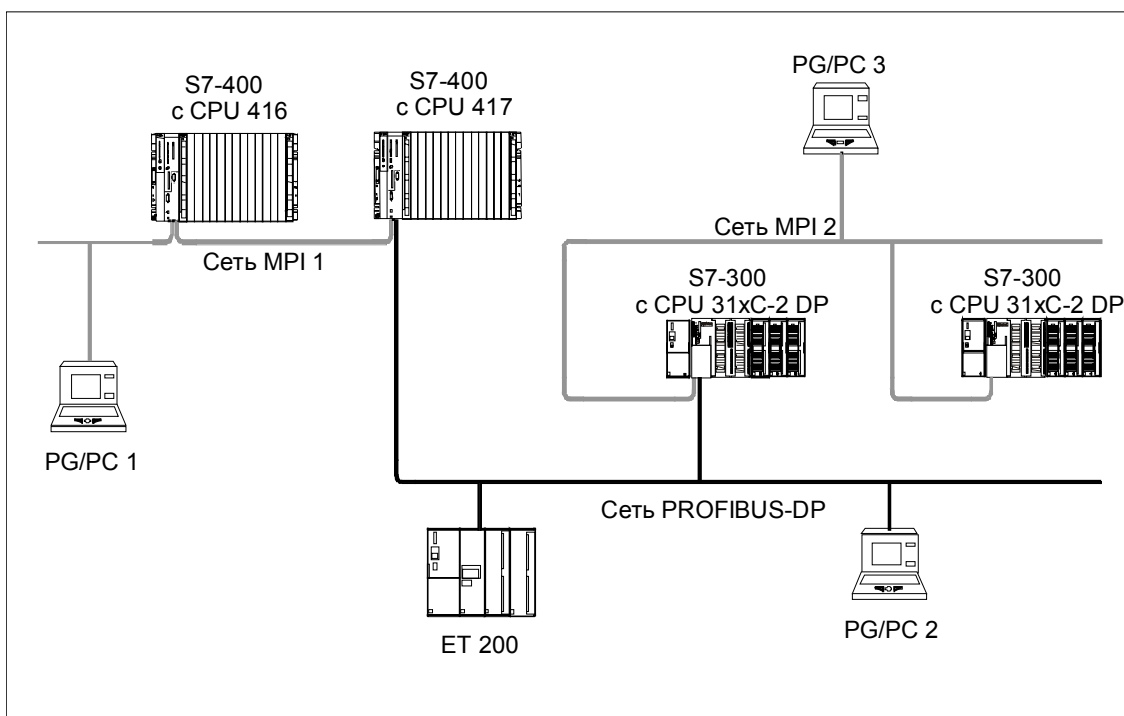 PG/PC 3
S7-400
с CPU 416
S7-400
с CPU 417
Сеть MPI 2
Сеть MPI 1
S7-300
с CPU 31xC-2 DP
S7-300
с CPU 31xC-2 DP
PG/PC 1
Сеть PROFIBUS-DP
ET 200
PG/PC 2